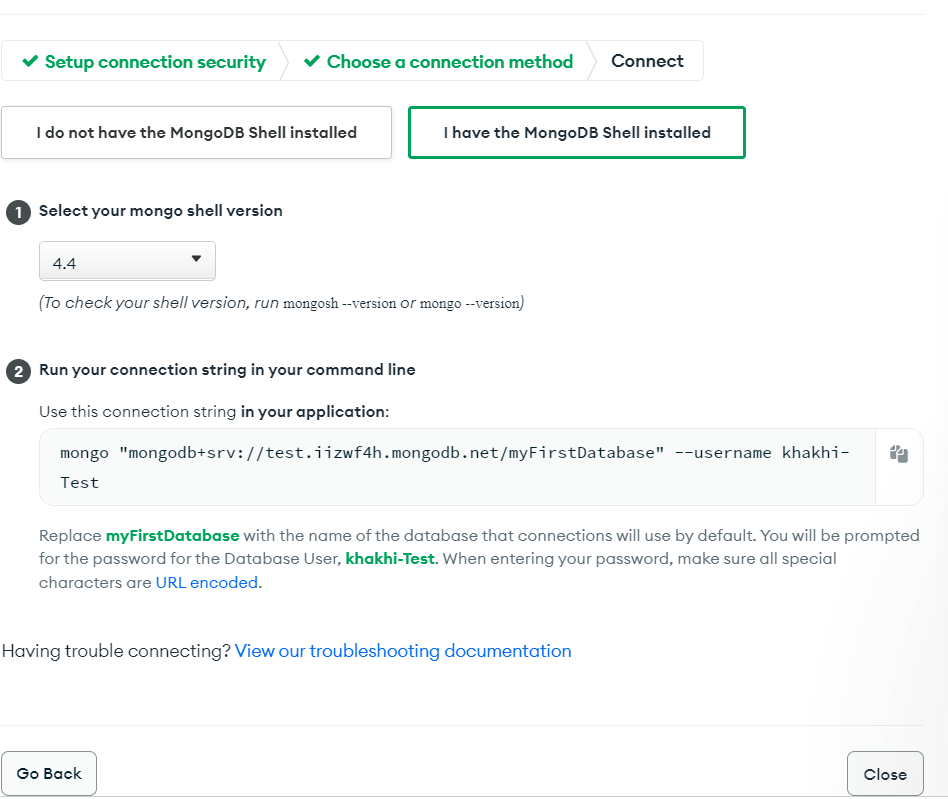 Setup connection security Choose a connection method Connect
I do not have the MongoDB Shell installed I have the MongoDB Shell installed
1 Select your mongo shell version
4.4
(To check your shell version, run mongosh --version or mongo --version)
2 Run your connection string in your command line
Use this connection string in your application:
mongo "mongodb+srv://test.iizwf4h.mongodb.net/myFirstDatabase" --username khakhi-
Test
Replace myFirstDatabase with the name of the database that connections will use by default. You will be prompted
for the password for the Database User, khakhi-Test. When entering your password, make sure all special
characters are URL encoded.
Having trouble connecting? View our troubleshooting documentation
Go Back Close